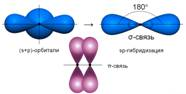 180°
σ-связь
(s+p)-орбитали
sp-гибридизация
π-связь